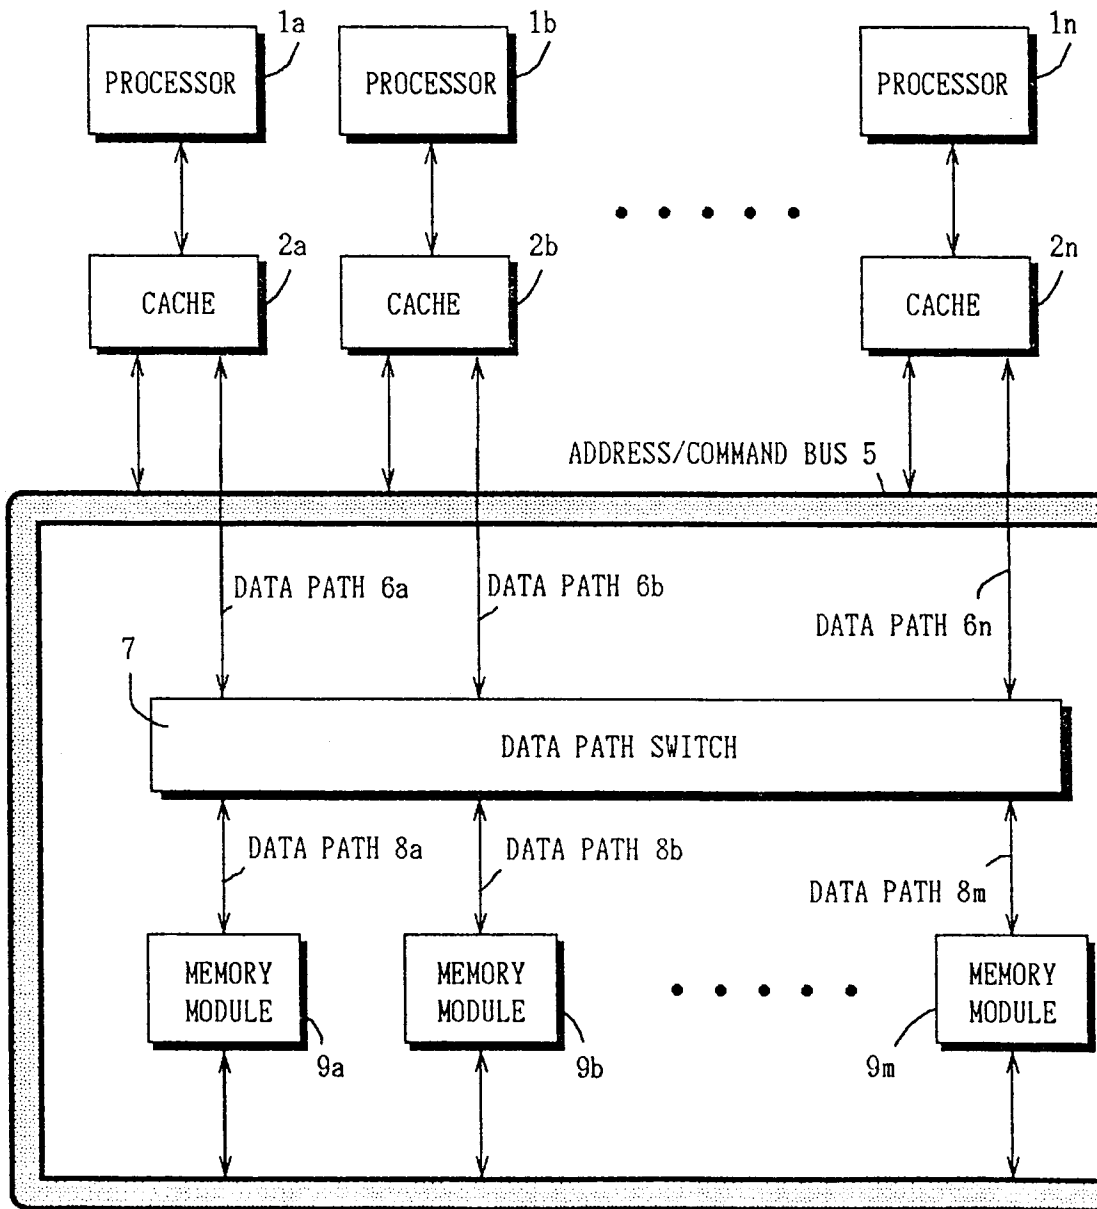 1a
1b
1n
PROCESSOR
PROCESSOR
PROCESSOR
2a
2b
2n
CACHE
CACHE
CACHE
ADDRESS/COMMAND BUS 5
DATA PATH 6a
DATA PATH 6b
DATA PATH 6n
7
DATA PATH SWITCH
DATA PATH 8a
DATA PATH 8b
DATA PATH 8m
MEMORY
MODULE
MEMORY
MODULE
MEMORY
MODULE
9a
9b
9m